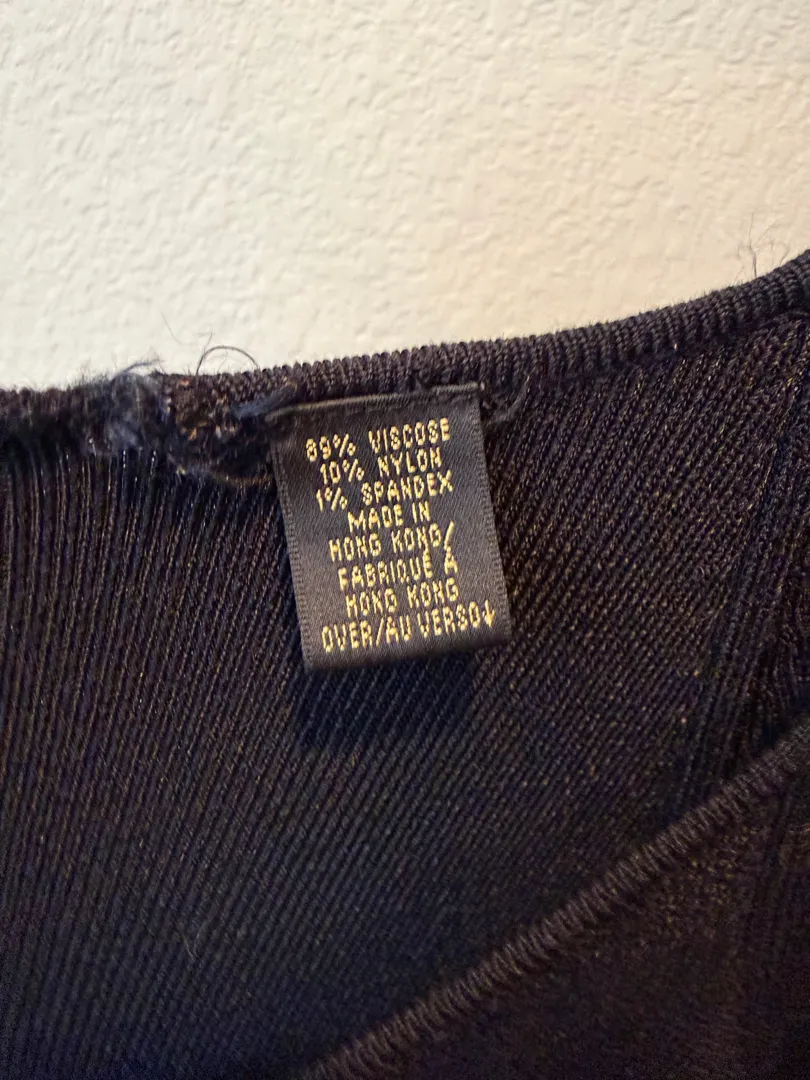 89% VISCOSE
10% NYLON
1% SPANDEX
MADE IN
HONG KONG/
FABRIQUÉ À
HONG KONG
OVER/AU VERSO↓